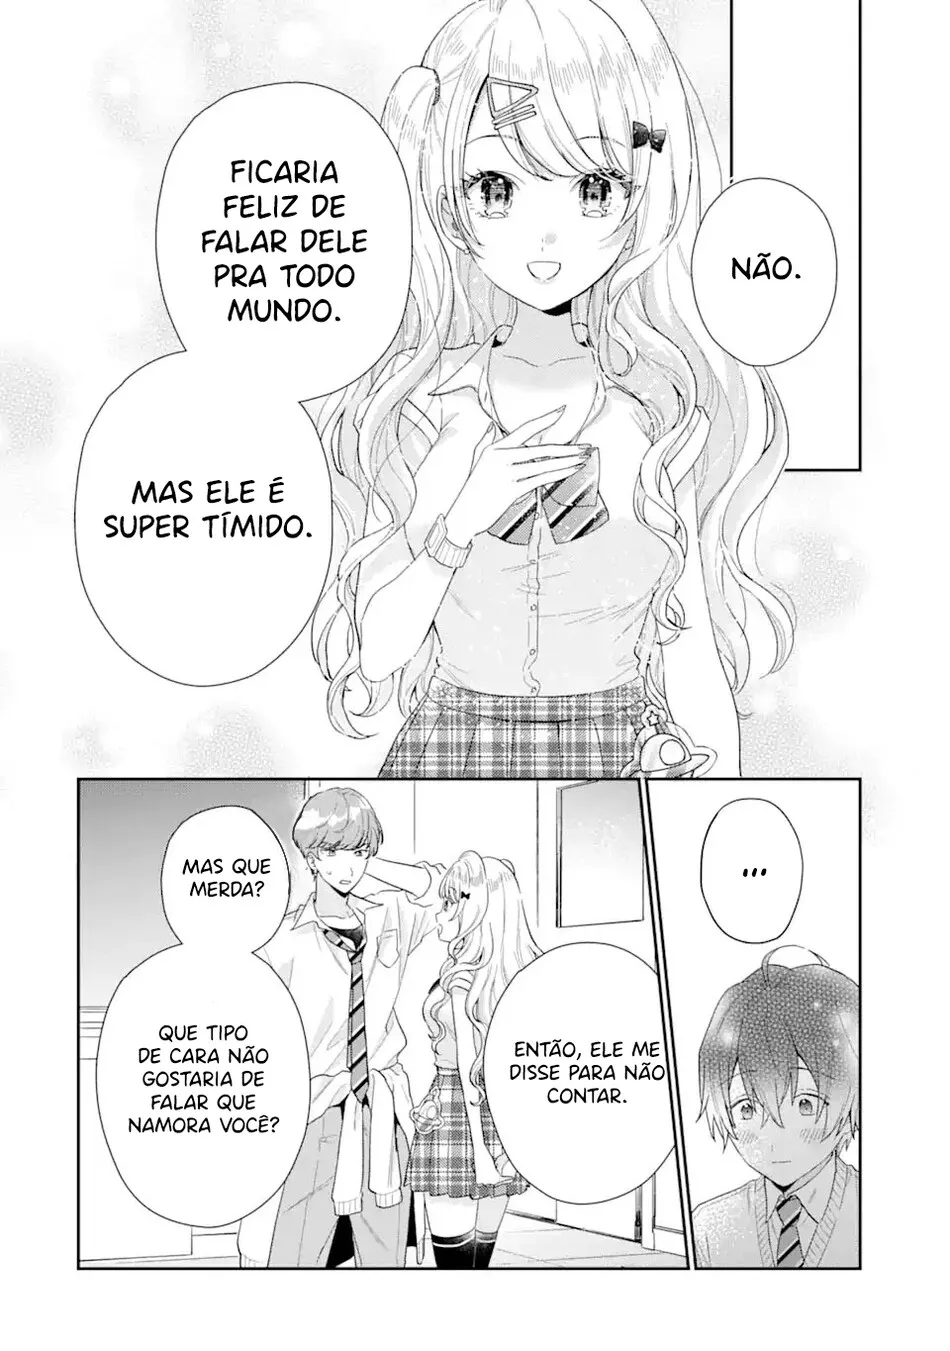 NÃO.
FICARIA
FELIZ DE
FALAR DELE
PRA TODO
MUNDO.
MAS ELE É
SUPER TÍMIDO.
...
ENTÃO, ELE ME
DISSE PARA NÃO
CONTAR.
MAS QUE
MERDA?
QUE TIPO
DE CARA NÃO
GOSTARIA DE
FALAR QUE
NAMORA VOCÊ?